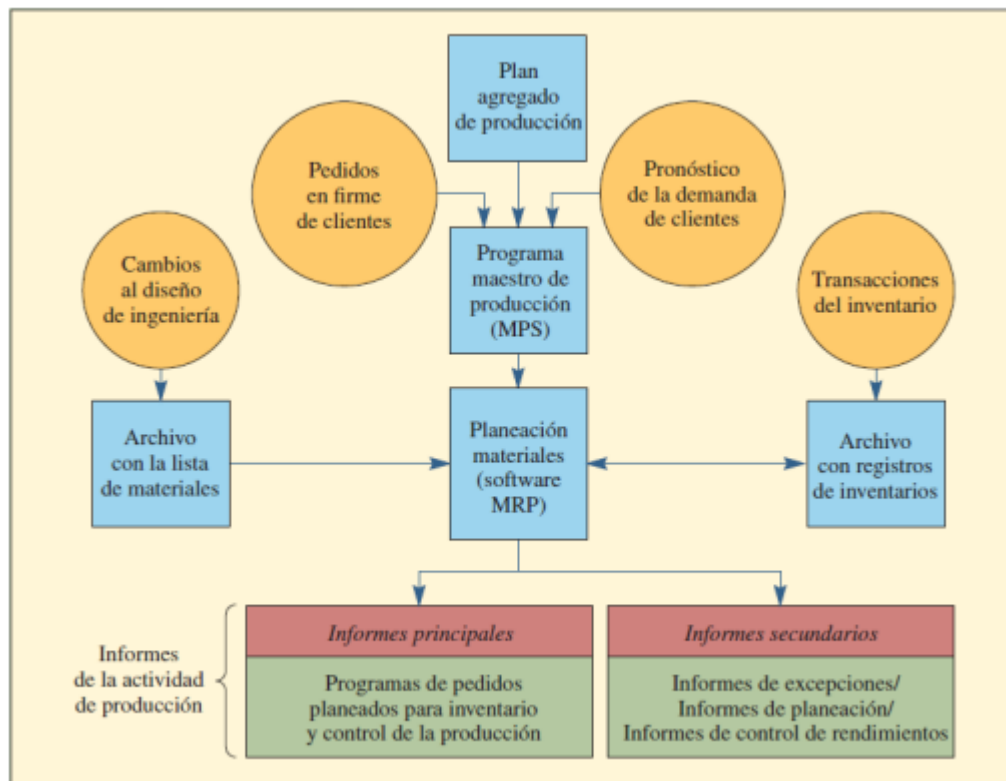 Plan
agregado
de producción
Pedidos
en firme
de clientes
Pronóstico
de la demanda
de clientes
Cambios
al diseño
de ingeniería
Programa
maestro de
producción
(MPS)
Transacciones
del inventario
Archivo
con la lista
de materiales
Planeación
materiales
(software
MRP)
Archivo
con registros
de inventarios
Informes
de la actividad
de producción
Informes principales
Programas de pedidos
planeados para inventario
y control de la producción
Informes secundarios
Informes de excepciones/
Informes de planeación/
Informes de control de rendimientos